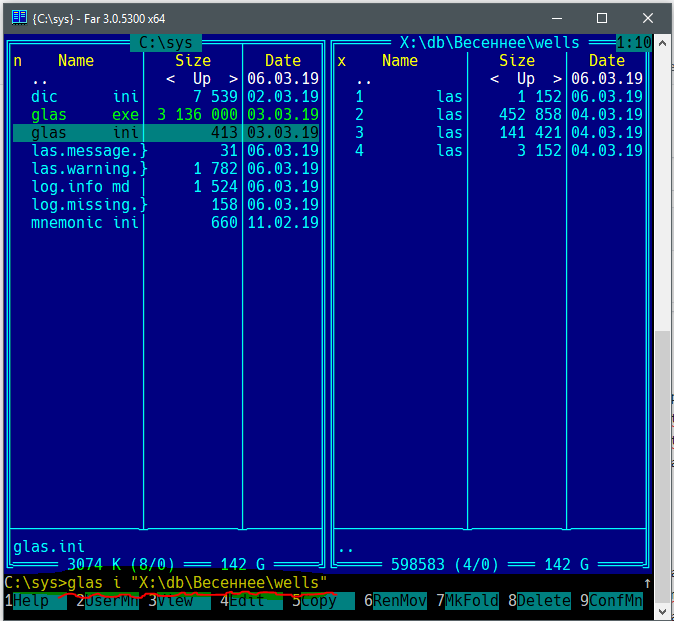 {C:\sys} - Far 3.0.5300 x64
C:\sys X:\db\Весеннее\wells 1:10
n Name Size Date x Name Size Date
.. < Up > 06.03.19 .. < Up > 06.03.19
dic ini 7 539 02.03.19 1 las 1 152 06.03.19
glas exe 3 136 000 03.03.19 2 las 452 858 04.03.19
glas ini 413 03.03.19 3 las 141 421 04.03.19
las.message.} 31 06.03.19 4 las 3 152 04.03.19
las.warning.} 1 782 06.03.19
log.info md 1 524 06.03.19
log.missing.} 158 06.03.19
mnemonic ini 660 11.02.19
glas.ini ..
3074 K (8/0) 142 G 598583 (4/0) 142 G
C:\sys>glas i "X:\db\Весеннее\wells" ↑
1Help 2UserMn 3View 4Edit 5Copy 6RenMov 7MkFold 8Delete 9ConfMn